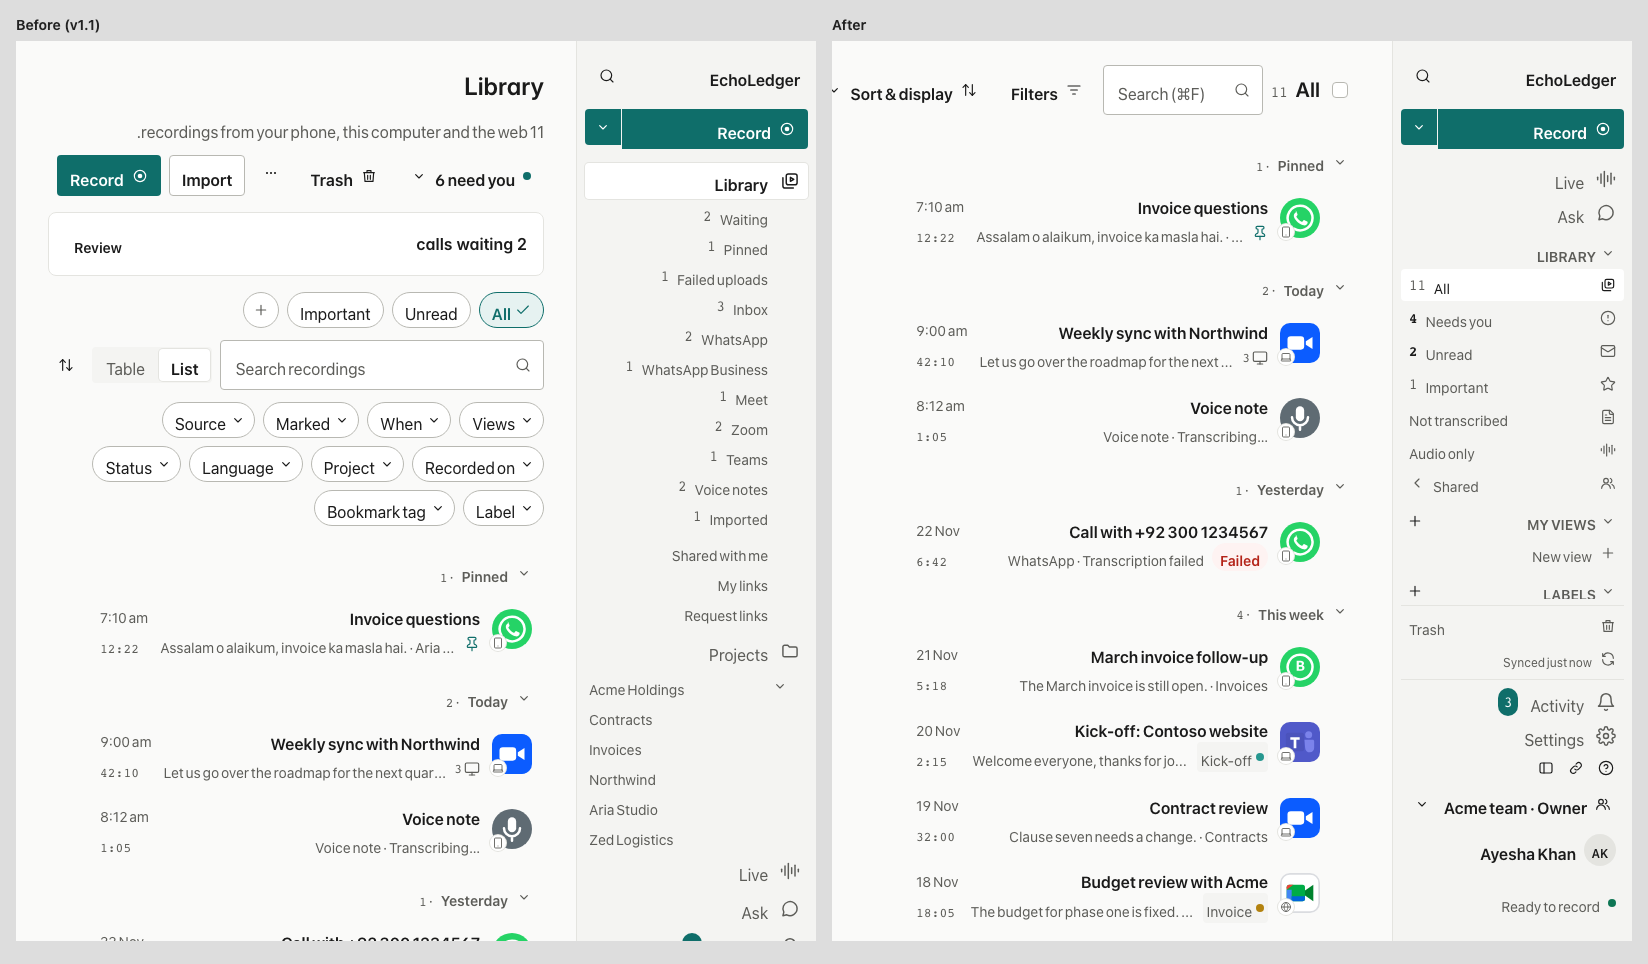 Before (v1.1)
Library
.recordings from your phone, this computer and the web 11
Record
Import
...
Trash
6 need you
Review
calls waiting 2
Important
Unread
All
Table
List
Search recordings
Source
Marked
When
Views
Status
Language
Project
Recorded on
Bookmark tag
Label
1 · Pinned
7:10 am
Invoice questions
12:22
Assalam o alaikum, invoice ka masla hai. · Aria ...
2 · Today
9:00 am
Weekly sync with Northwind
42:10
Let us go over the roadmap for the next quar...
3
8:12 am
Voice note
1:05
Voice note · Transcribing...
1 · Yesterday
EchoLedger
Record
Library
2 Waiting
1 Pinned
1 Failed uploads
3 Inbox
2 WhatsApp
1 WhatsApp Business
1 Meet
2 Zoom
1 Teams
2 Voice notes
1 Imported
Shared with me
My links
Request links
Projects
Acme Holdings
Contracts
Invoices
Northwind
Aria Studio
Zed Logistics
Live
Ask
After
Sort & display
Filters
Search (⌘F)
11 All
1 · Pinned
7:10 am
Invoice questions
12:22
Assalam o alaikum, invoice ka masla hai. · ...
2 · Today
9:00 am
Weekly sync with Northwind
42:10
Let us go over the roadmap for the next ...
3
8:12 am
Voice note
1:05
Voice note · Transcribing...
1 · Yesterday
22 Nov
Call with +92 300 1234567
6:42
WhatsApp · Transcription failed
Failed
4 · This week
21 Nov
March invoice follow-up
5:18
The March invoice is still open. · Invoices
B
20 Nov
Kick-off: Contoso website
2:15
Welcome everyone, thanks for jo...
Kick-off
T
19 Nov
Contract review
32:00
Clause seven needs a change. · Contracts
18 Nov
Budget review with Acme
18:05
The budget for phase one is fixed. ...
Invoice
EchoLedger
Record
Live
Ask
LIBRARY
11 All
4 Needs you
2 Unread
1 Important
Not transcribed
Audio only
Shared
MY VIEWS
New view
LABELS
Trash
Synced just now
3 Activity
Settings
Acme team · Owner
Ayesha Khan
AK
Ready to record